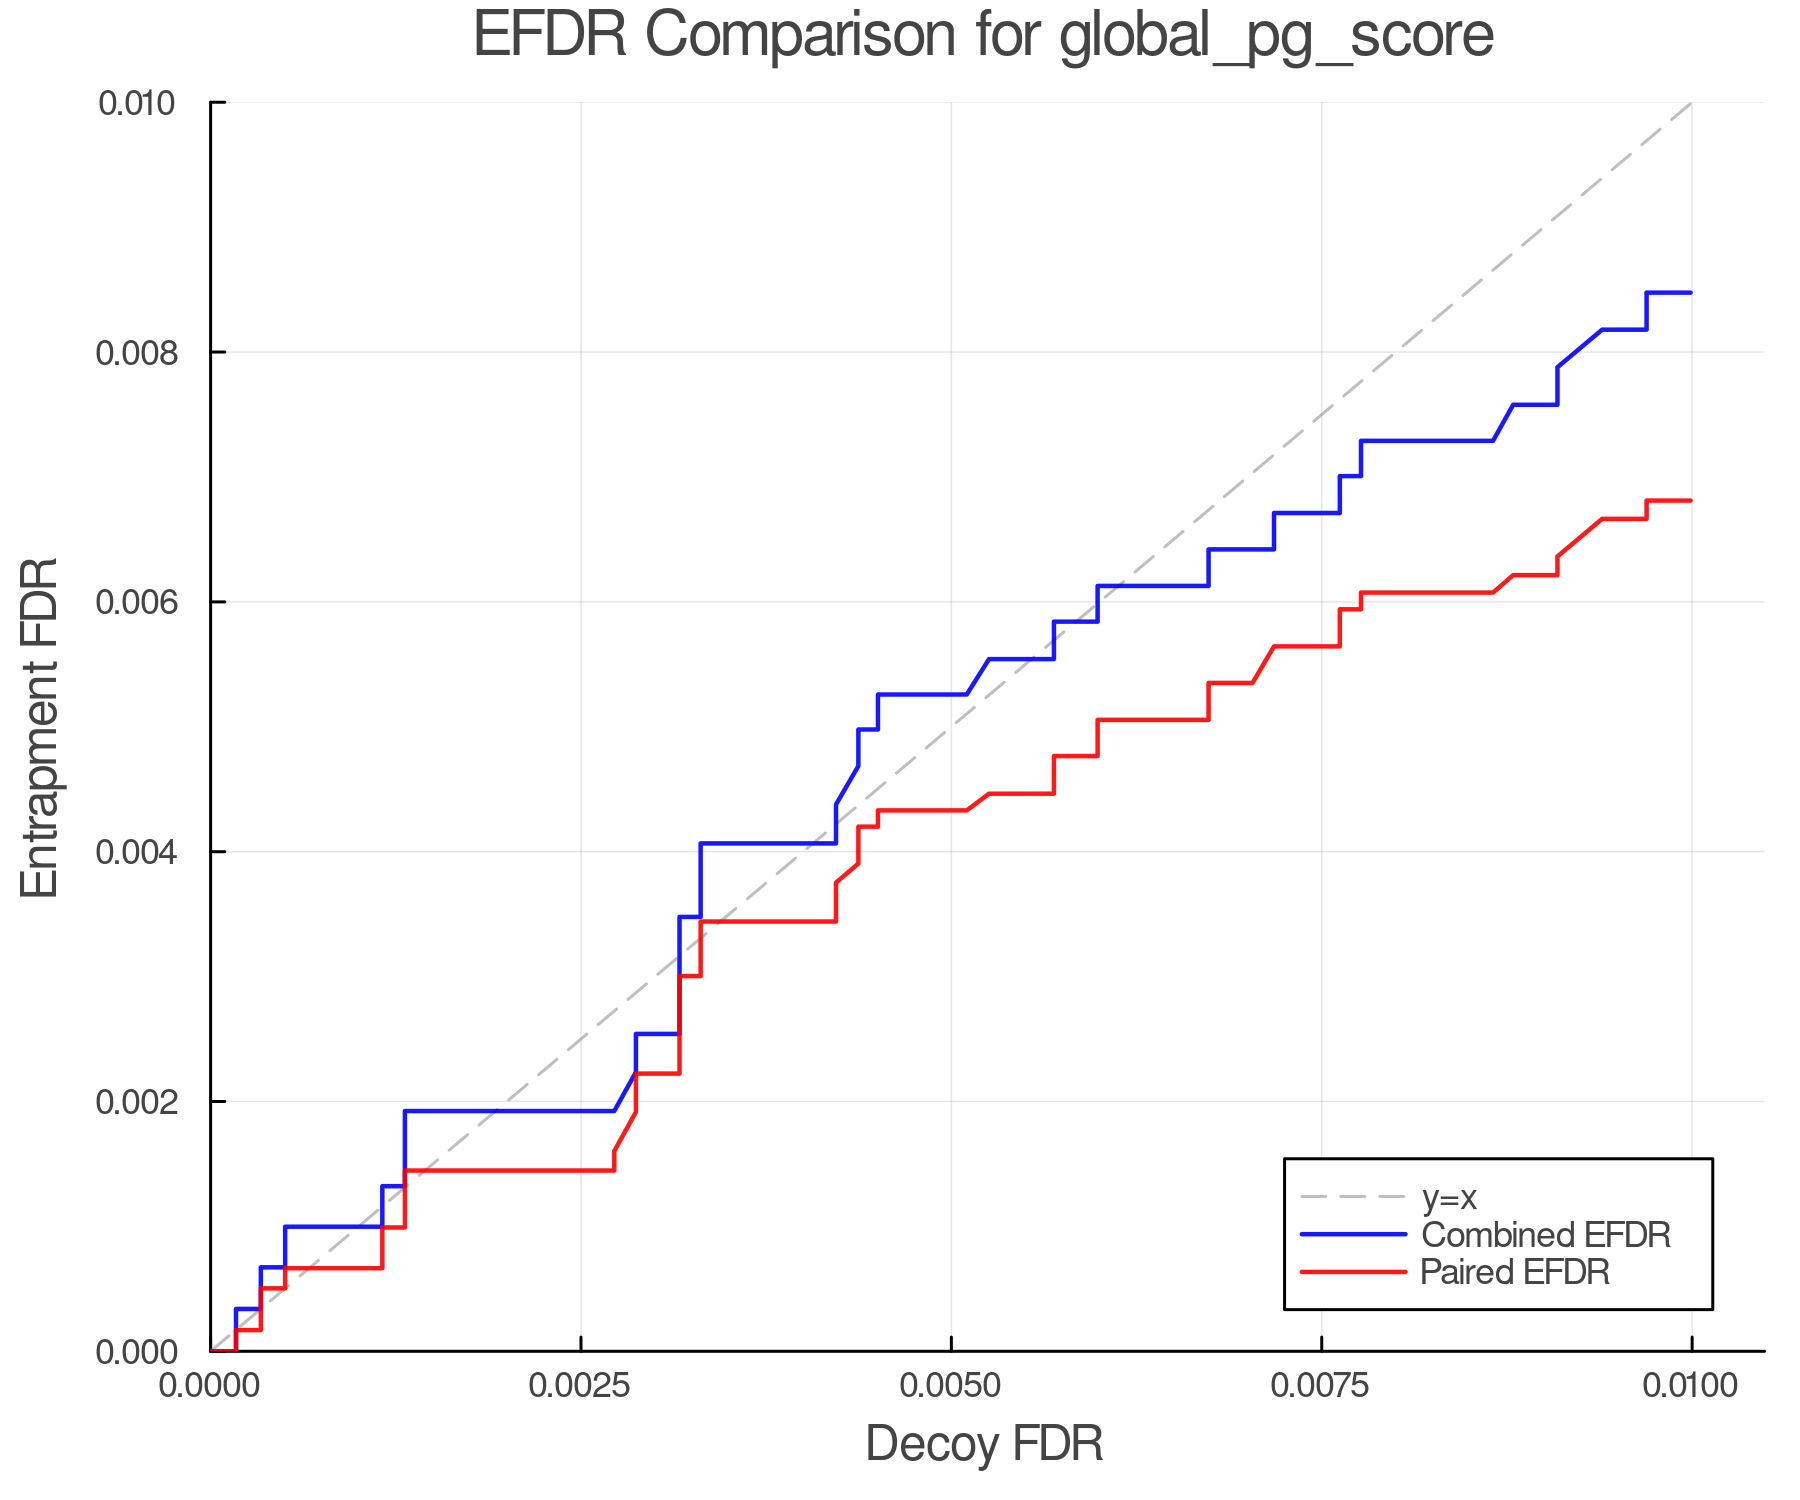 EFDR Comparison for global_pg_score
0.010
0.008
0.006
0.004
0.002
0.000
Entrapment FDR
0.0000 0.0025 0.0050 0.0075 0.0100
Decoy FDR
y=x
Combined EFDR
Paired EFDR